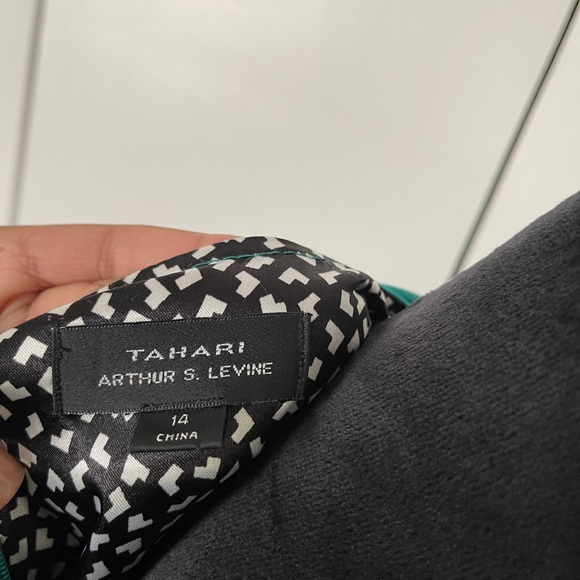 TAHARI
ARTHUR S. LEVINE
14
CHINA